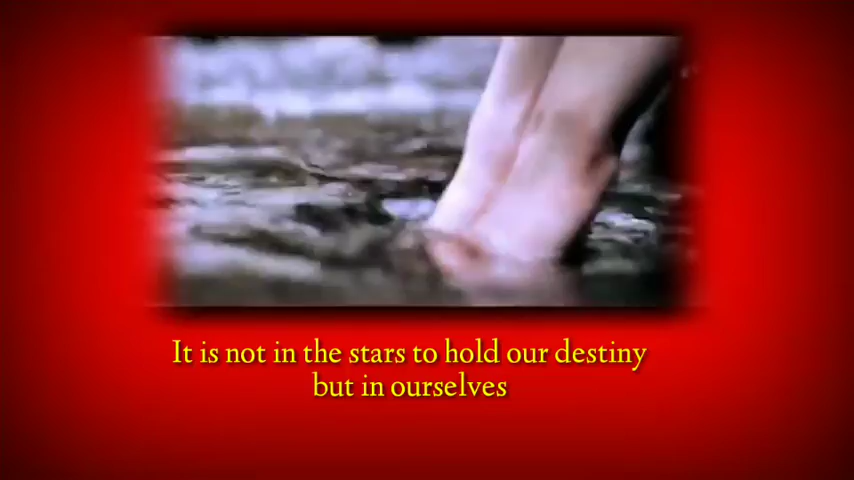 It is not in the stars to hold our destiny
but in ourselves